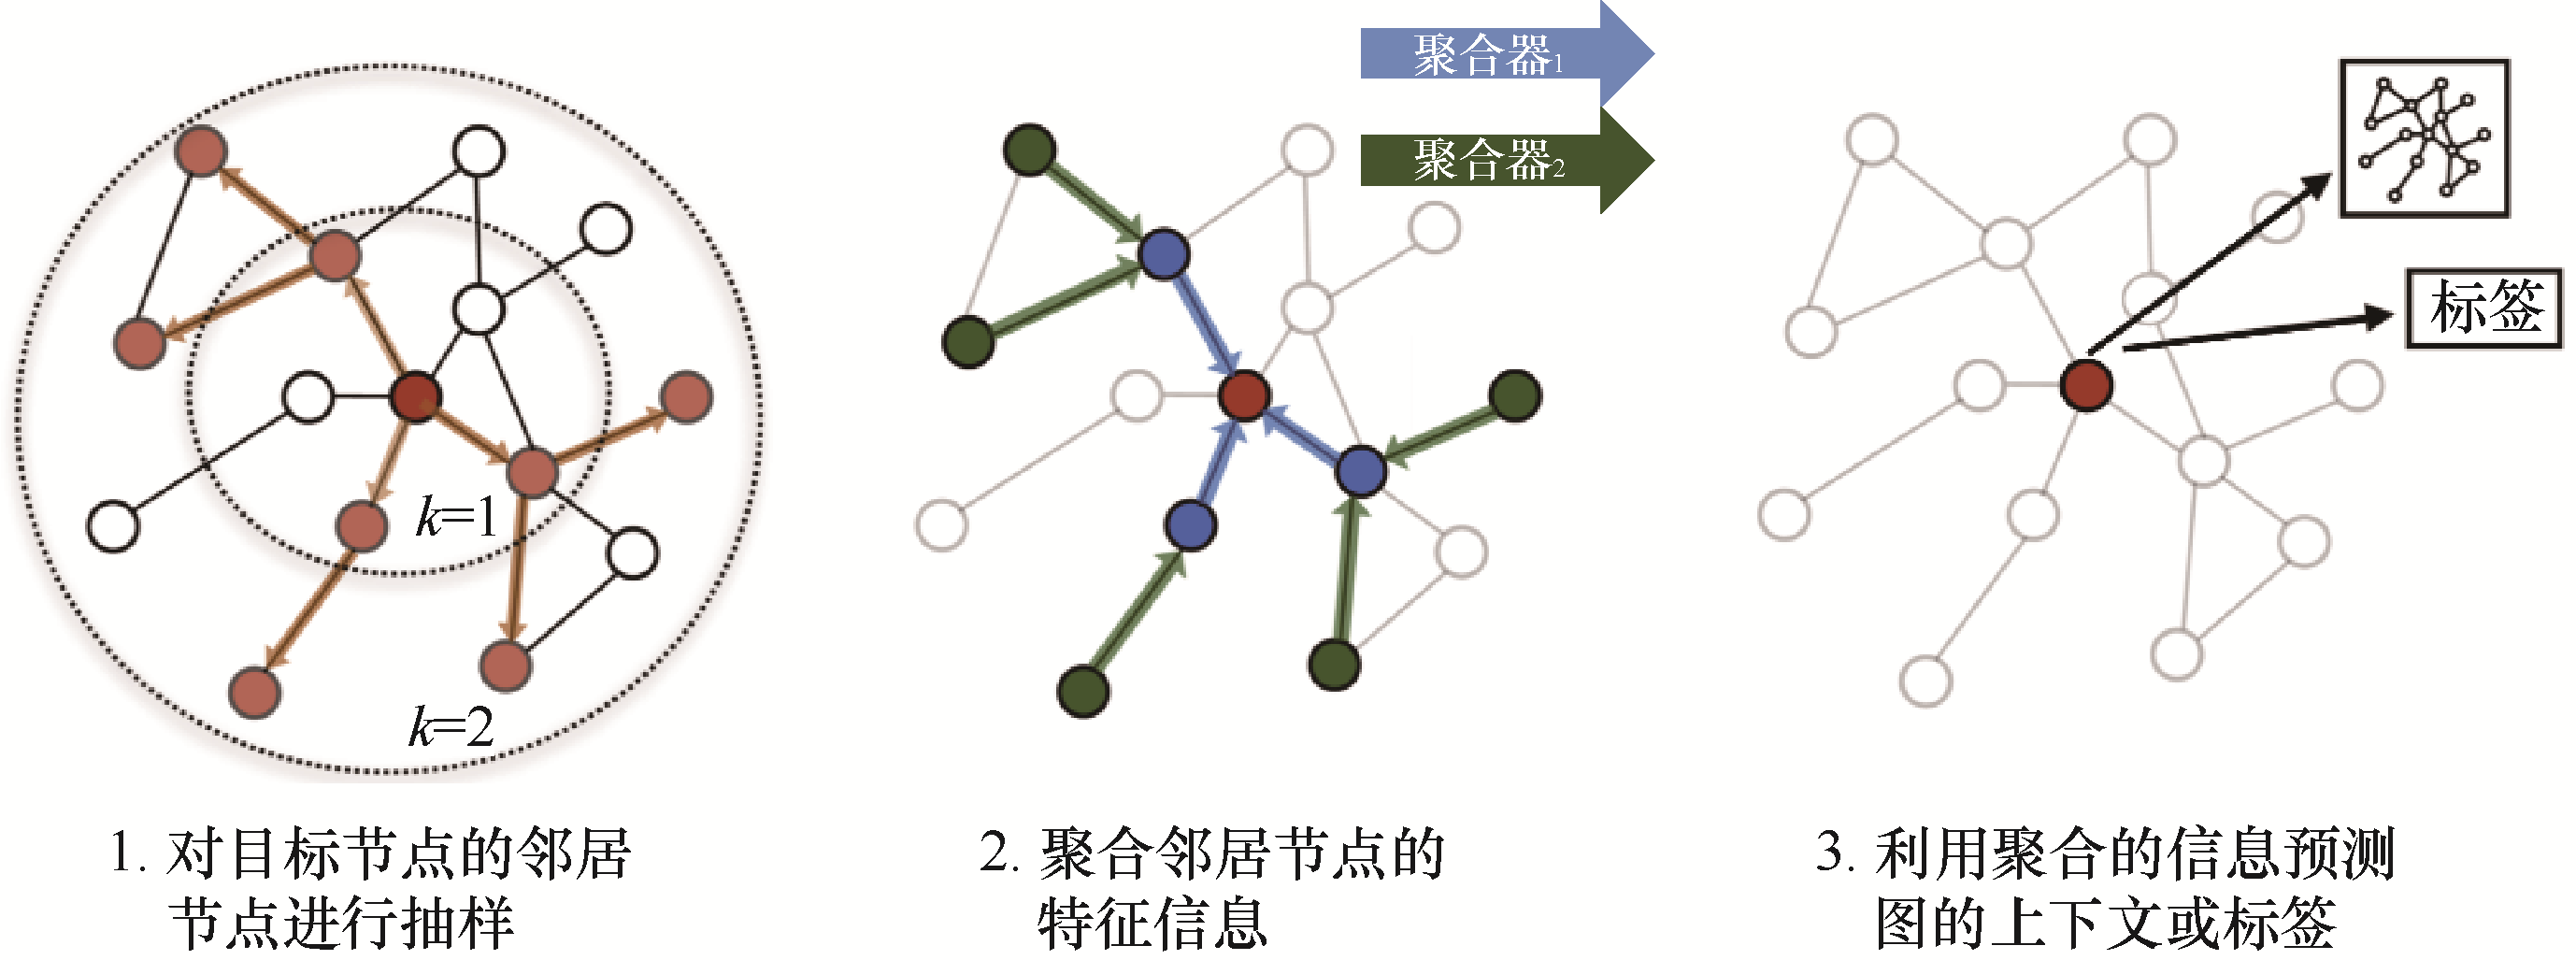 聚合器1
聚合器2
标签
k=1
k=2
1. 对目标节点的邻居
节点进行抽样
2. 聚合邻居节点的
特征信息
3. 利用聚合的信息预测
图的上下文或标签